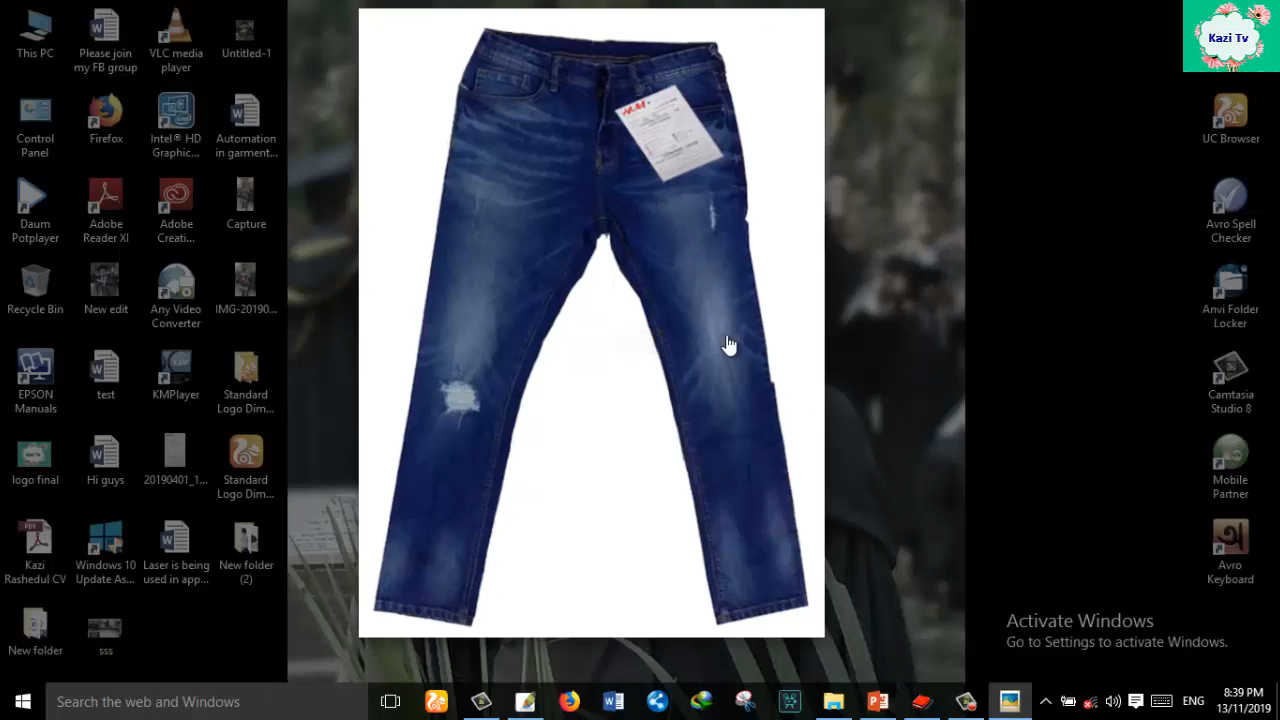 This PC
Please join
my FB group
VLC media
player
Untitled-1
Control
Panel
Firefox
Intel® HD
Graphic...
Automation
in garment...
Daum
Potplayer
Adobe
Reader XI
Adobe
Creati...
Capture
Recycle Bin
New edit
Any Video
Converter
IMG-20190...
EPSON
Manuals
test
KMPlayer
Standard
Logo Dim...
logo final
Hi guys
20190401_1...
Standard
Logo Dim...
Kazi
Rashedul CV
Windows 10
Update As...
Laser is being
used in app...
New folder
(2)
New folder
sss
H&M
Kazi Tv
UC Browser
Avro Spell
Checker
Anvi Folder
Locker
Camtasia
Studio 8
Mobile
Partner
Avro
Keyboard
Activate Windows
Go to Settings to activate Windows.
Search the web and Windows
ENG
8:39 PM
13/11/2019